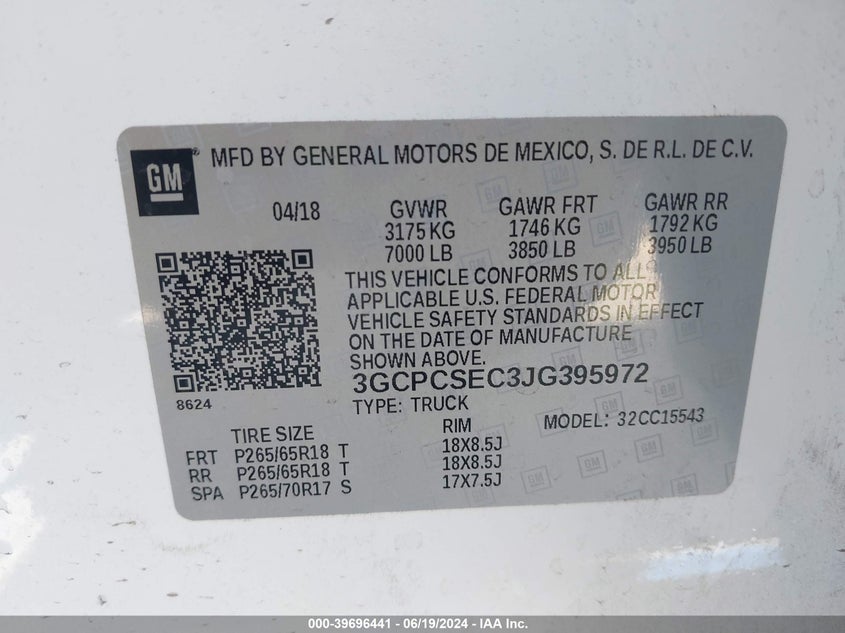 GM MFD BY GENERAL MOTORS DE MEXICO, S. DE R.L. DE C.V.
04/18 GVWR GAWR FRT GAWR RR
3175 KG 1746 KG 1792 KG
7000 LB 3850 LB 3950 LB
THIS VEHICLE CONFORMS TO ALL
APPLICABLE U.S. FEDERAL MOTOR
VEHICLE SAFETY STANDARDS IN EFFECT
ON THE DATE OF MANUFACTURE
SHOWN ABOVE.
3GCPCSEC3JG395972
8624
TYPE: TRUCK MODEL: 32CC15543
TIRE SIZE RIM
FRT P265/65R18 T 18X8.5J
RR P265/65R18 T 18X8.5J
SPA P265/70R17 S 17X7.5J
000-39696441 - 06/19/2024 - IAA Inc.